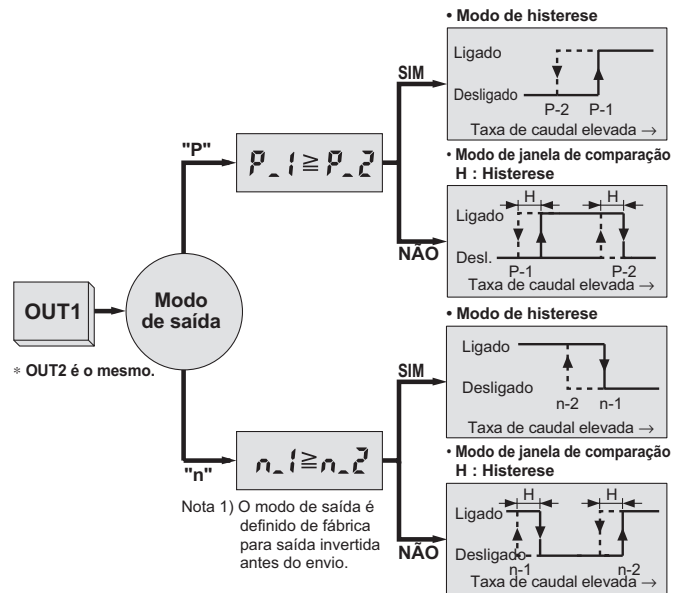 OUT1
∗ OUT2 é o mesmo.
Modo
de saída
"P"
P_1≧P_2
SIM
NÃO
• Modo de histerese
Ligado
Desligado
P-2 P-1
Taxa de caudal elevada →
• Modo de janela de comparação
H : Histerese
H H
Ligado
Desl.
P-1 P-2
Taxa de caudal elevada →
"n"
n_1≧n_2
Nota 1) O modo de saída é
definido de fábrica
para saída invertida
antes do envio.
SIM
NÃO
• Modo de histerese
Ligado
Desligado
n-2 n-1
Taxa de caudal elevada →
• Modo de janela de comparação
H : Histerese
H H
Ligado
Desligado
n-1 n-2
Taxa de caudal elevada →